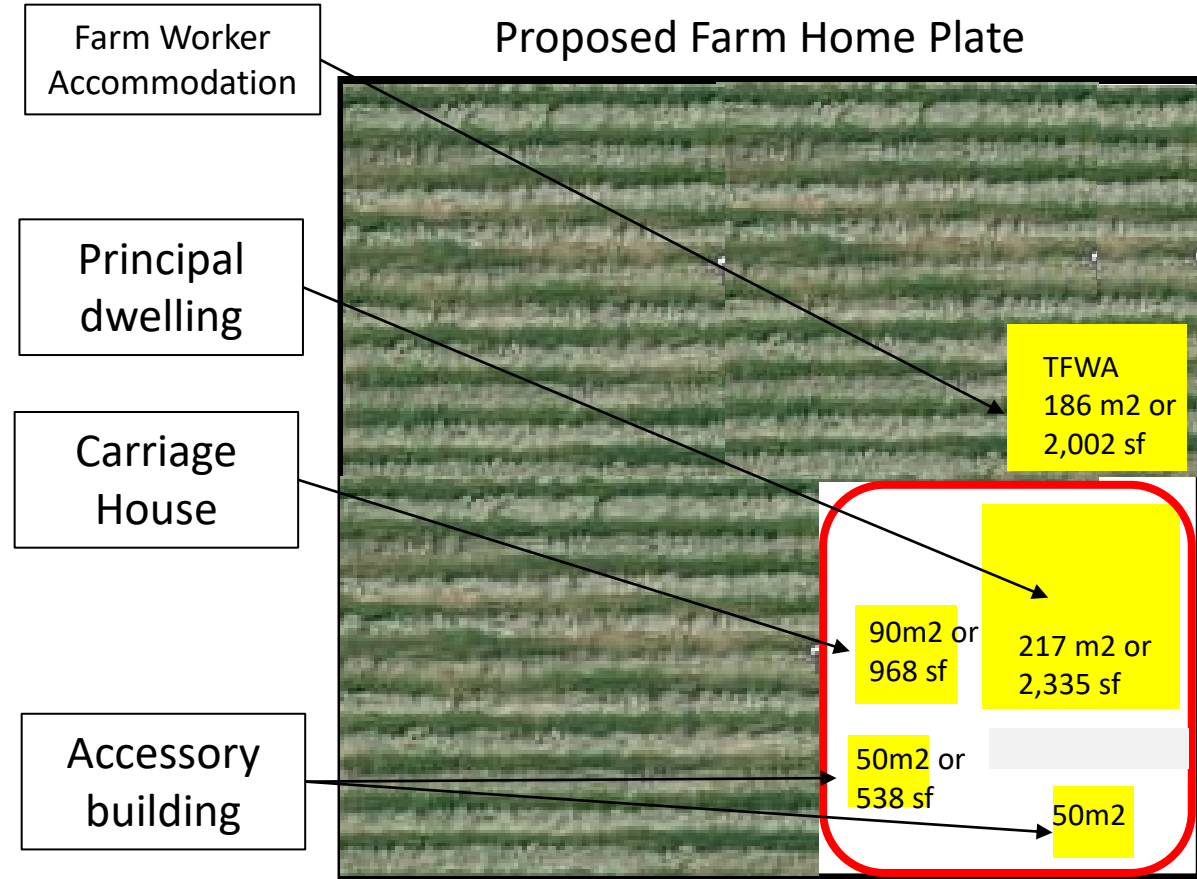 Proposed Farm Home Plate
Farm Worker
Accommodation
Principal
dwelling
Carriage
House
Accessory
building
TFWA
186 m2 or
2,002 sf
90m2 or
968 sf
217 m2 or
2,335 sf
50m2 or
538 sf
50m2